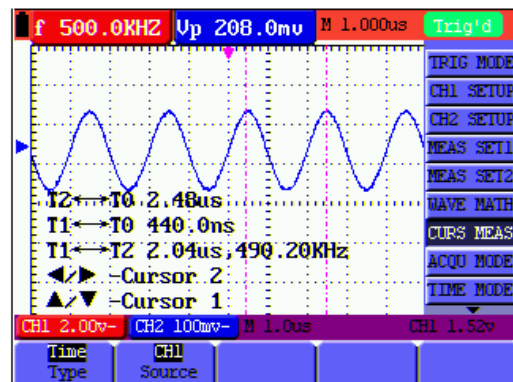 f 500.0KHZ Vp 208.0mv M 1.000us Trig'd
TRIG MODE
CH1 SETUP
CH2 SETUP
MEAS SET1
MEAS SET2
WAVE MATH
CURS MEAS
ACQU MODE
TIME MODE
T2←→T0 2.48us
T1←→T0 440.0ns
T1←→T2 2.04us,490.20KHz
◀/▶ -Cursor 2
▲/▼ -Cursor 1
CH1 2.00v- CH2 100mv- M 1.0us CH1 1.52v
Time CH1
Type Source